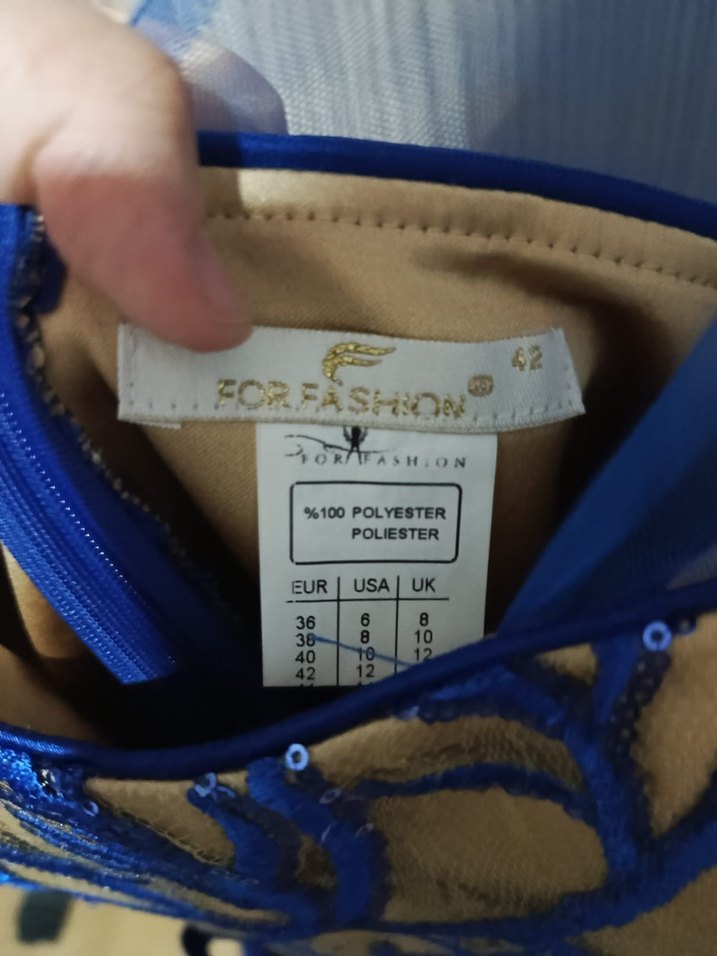 42
FOR FASHION
FOR FASHION
%100 POLYESTER
POLIESTER
EUR USA UK
36 6 8
38 8 10
40 10 12
42 12